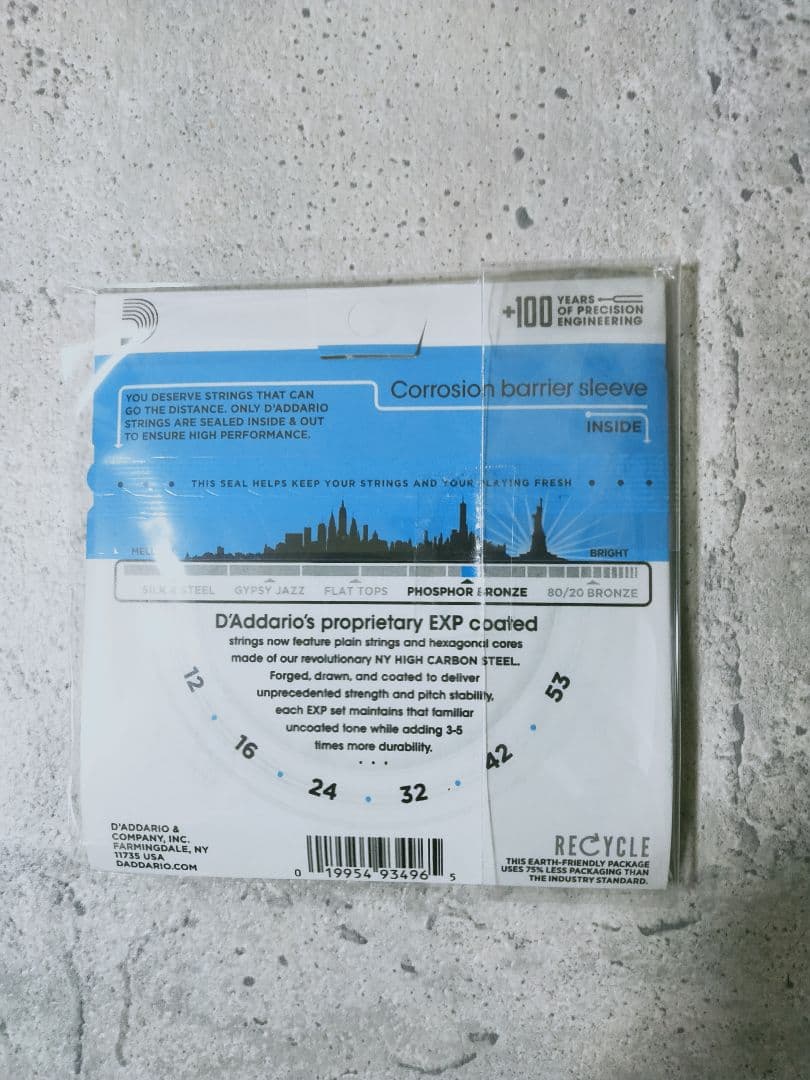 +100 YEARS
OF PRECISION
ENGINEERING
YOU DESERVE STRINGS THAT CAN
GO THE DISTANCE. ONLY D'ADDARIO
STRINGS ARE SEALED INSIDE & OUT
TO ENSURE HIGH PERFORMANCE.
Corrosion barrier sleeve
INSIDE
THIS SEAL HELPS KEEP YOUR STRINGS AND YOUR PLAYING FRESH
BRIGHT
SILK & STEEL GYPSY JAZZ FLAT TOPS PHOSPHOR BRONZE 80/20 BRONZE
D'Addario's proprietary EXP coated
strings now feature plain strings and hexagonal cores
made of our revolutionary NY HIGH CARBON STEEL.
Forged, drawn, and coated to deliver
unprecedented strength and pitch stability,
each EXP set maintains that familiar
uncoated tone while adding 3-5
times more durability.
• • •
12 • 16 • 24 • 32 • 42 • 53
D'ADDARIO &
COMPANY, INC.
FARMINGDALE, NY
11735 USA
DADDARIO.COM
0 19954 93496 5
RECYCLE
THIS EARTH-FRIENDLY PACKAGE
USES 75% LESS PACKAGING THAN
THE INDUSTRY STANDARD.